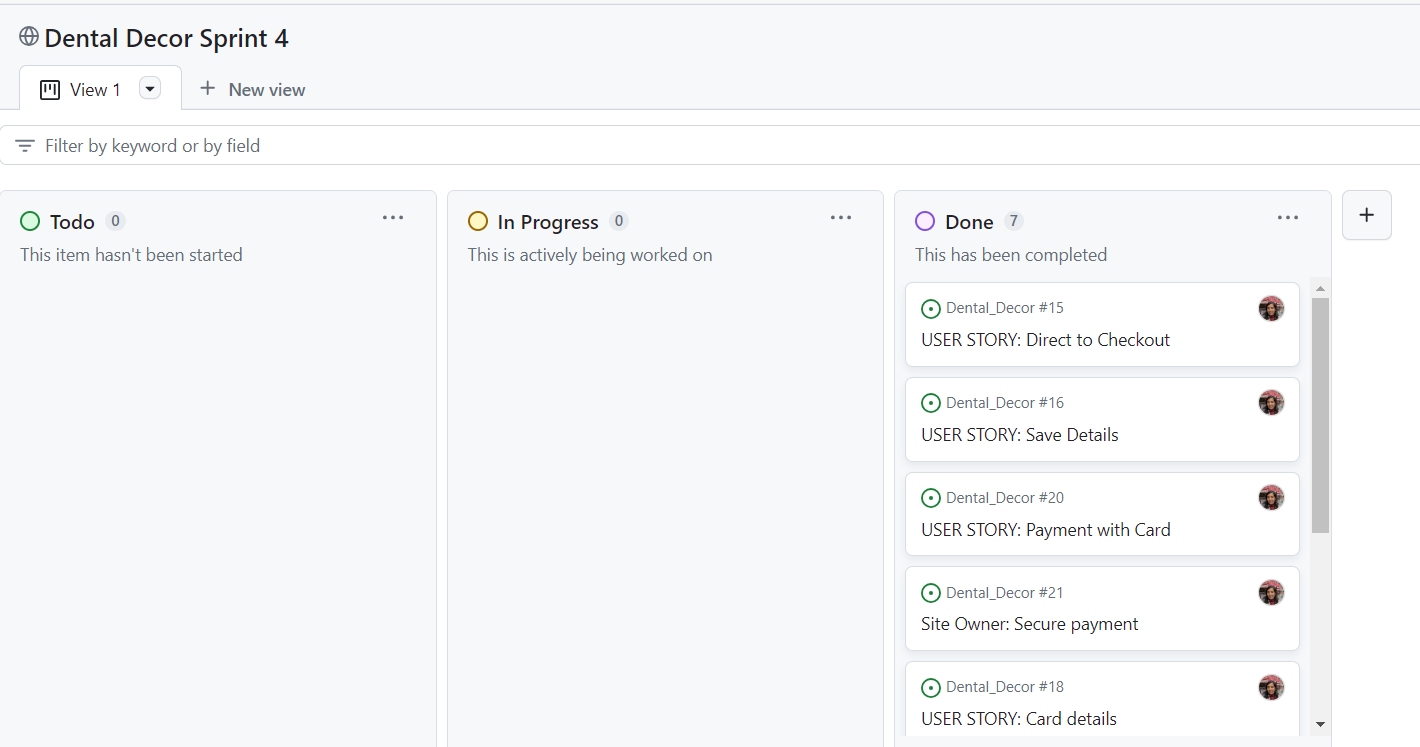 Dental Decor Sprint 4
View 1
New view
Filter by keyword or by field
Todo 0
This item hasn't been started
In Progress 0
This is actively being worked on
Done 7
This has been completed
Dental_Decor #15
USER STORY: Direct to Checkout
Dental_Decor #16
USER STORY: Save Details
Dental_Decor #20
USER STORY: Payment with Card
Dental_Decor #21
Site Owner: Secure payment
Dental_Decor #18
USER STORY: Card details